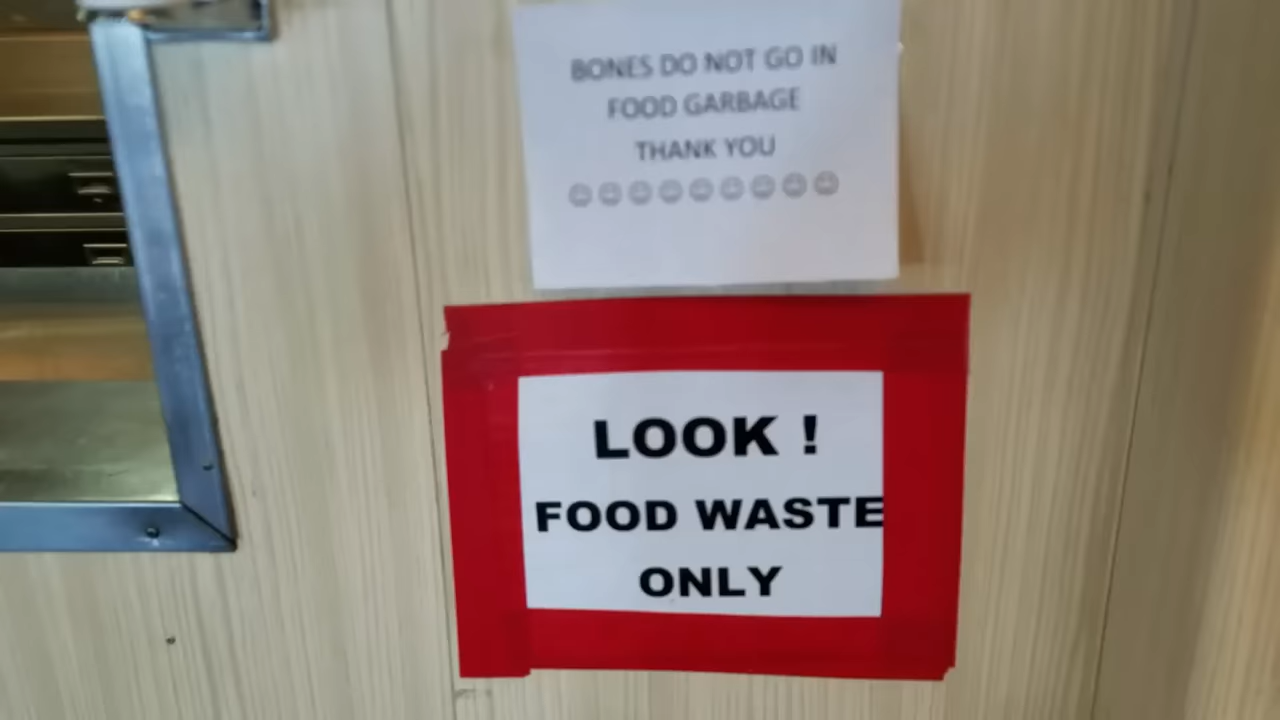 BONES DO NOT GO IN
FOOD GARBAGE
THANK YOU
☺☺☺☺☺☺☺☺☺
LOOK !
FOOD WASTE
ONLY